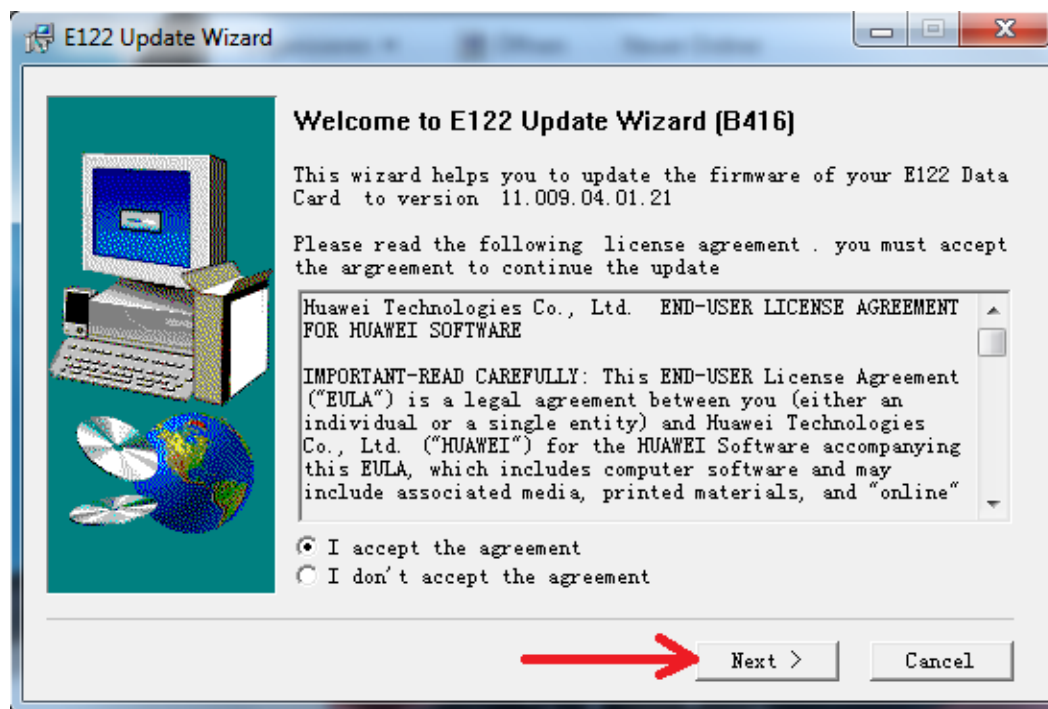 E122 Update Wizard
Welcome to E122 Update Wizard (B416)
This wizard helps you to update the firmware of your E122 Data
Card to version 11.009.04.01.21
Please read the following license agreement . you must accept
the argreement to continue the update
Huawei Technologies Co., Ltd. END-USER LICENSE AGREEMENT
FOR HUAWEI SOFTWARE
IMPORTANT-READ CAREFULLY: This END-USER License Agreement
("EULA") is a legal agreement between you (either an
individual or a single entity) and Huawei Technologies
Co., Ltd. ("HUAWEI") for the HUAWEI Software accompanying
this EULA, which includes computer software and may
include associated media, printed materials, and "online"
I accept the agreement
I don't accept the agreement
Next >
Cancel